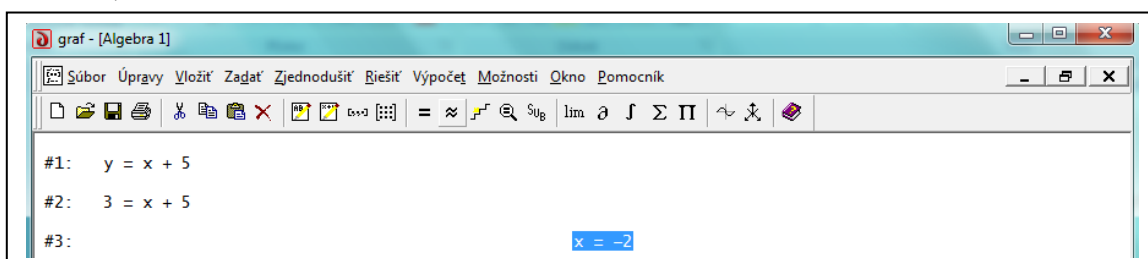 graf - [Algebra 1]
Súbor Úpravy Vložiť Zadať Zjednodušiť Riešiť Výpočet Možnosti Okno Pomocník
= ≈ SUB lim ∂ ∫ Σ Π
#1: y = x + 5
#2: 3 = x + 5
#3: x = -2